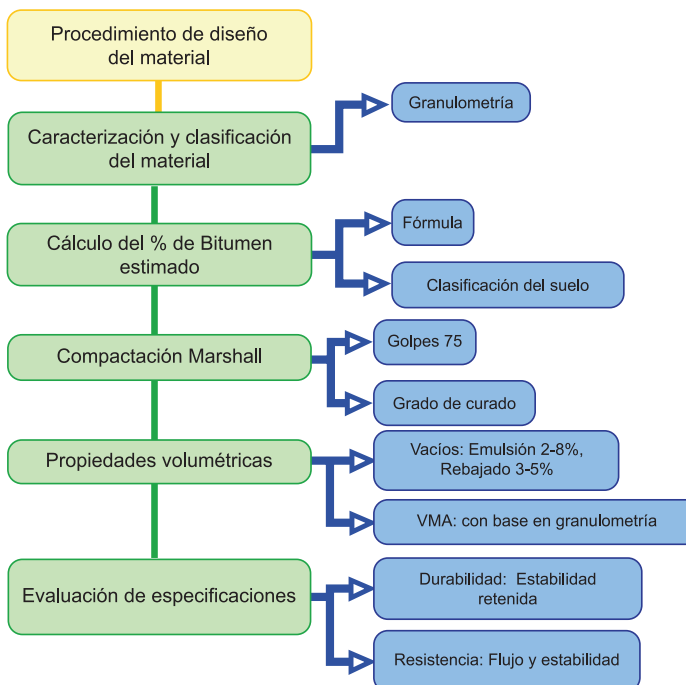 Procedimiento de diseño
del material
Granulometría
Caracterización y clasificación
del material
Fórmula
Cálculo del % de Bitumen
estimado
Clasificación del suelo
Golpes 75
Compactación Marshall
Grado de curado
Propiedades volumétricas
Vacíos: Emulsión 2-8%,
Rebajado 3-5%
VMA: con base en granulometría
Evaluación de especificaciones
Durabilidad: Estabilidad
retenida
Resistencia: Flujo y estabilidad